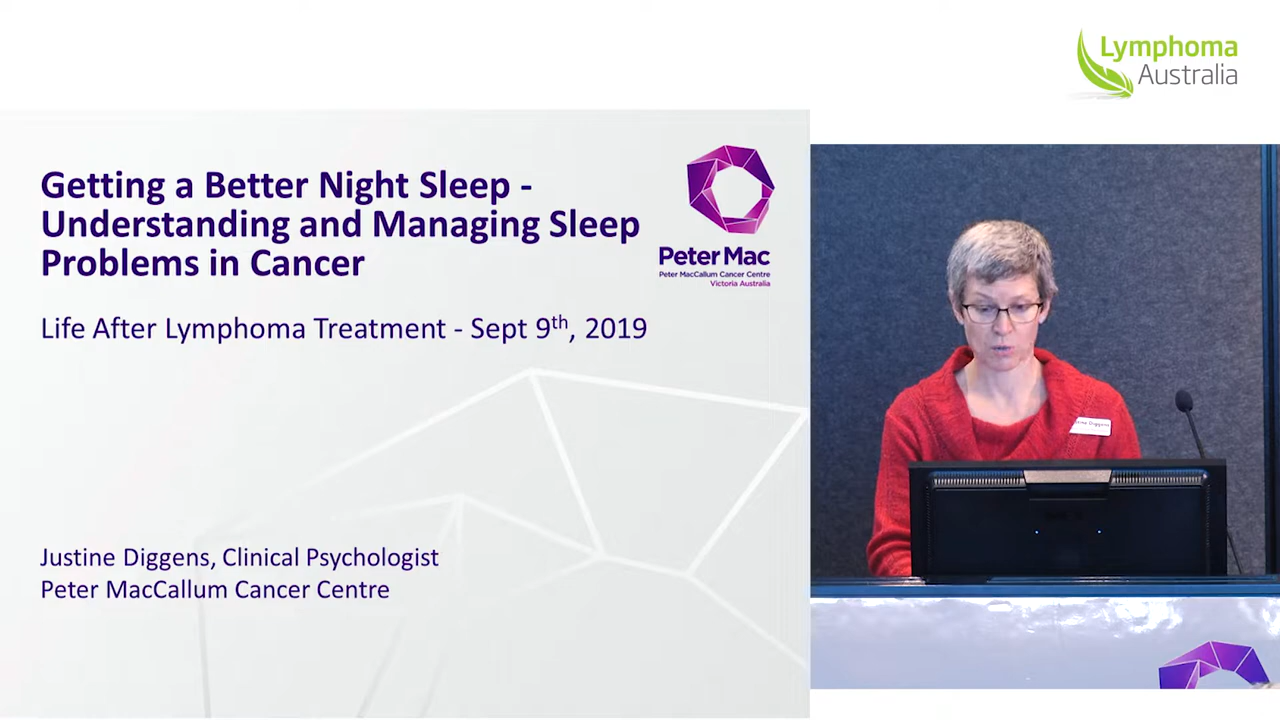 Lymphoma
Australia
Getting a Better Night Sleep -
Understanding and Managing Sleep
Problems in Cancer
Peter Mac
Peter MacCallum Cancer Centre
Victoria Australia
Life After Lymphoma Treatment - Sept 9th, 2019
Justine Diggens, Clinical Psychologist
Peter MacCallum Cancer Centre
Diggens